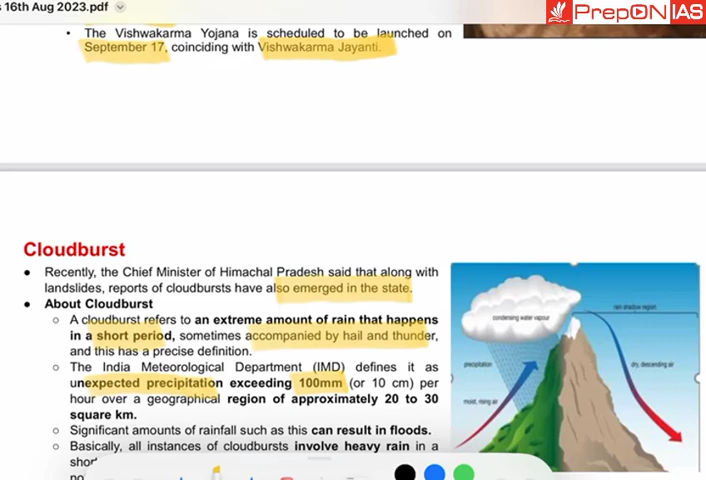 s 16th Aug 2023.pdf
PrepON IAS
• The Vishwakarma Yojana is scheduled to be launched on
September 17, coinciding with Vishwakarma Jayanti.
Cloudburst
• Recently, the Chief Minister of Himachal Pradesh said that along with
landslides, reports of cloudbursts have also emerged in the state.
• About Cloudburst
○ A cloudburst refers to an extreme amount of rain that happens
in a short period, sometimes accompanied by hail and thunder,
and this has a precise definition.
○ The India Meteorological Department (IMD) defines it as
unexpected precipitation exceeding 100mm (or 10 cm) per
hour over a geographical region of approximately 20 to 30
square km.
○ Significant amounts of rainfall such as this can result in floods.
○ Basically, all instances of cloudbursts involve heavy rain in a
condensing water vapour
rain shadow region
precipitation
dry, descending air
moist, rising air